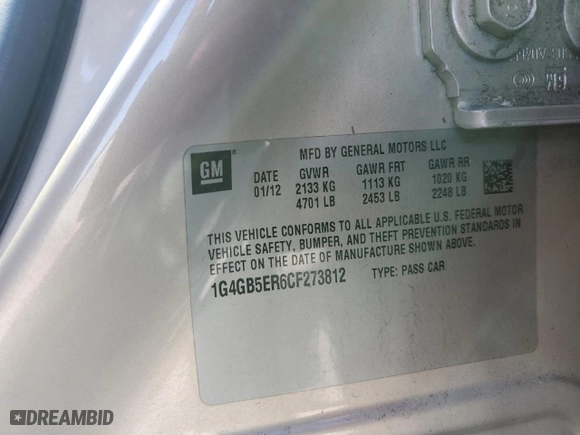 MFD BY GENERAL MOTORS LLC
GM
DATE GVWR GAWR FRT GAWR RR
01/12 2133 KG 1113 KG 1020 KG
4701 LB 2453 LB 2248 LB
THIS VEHICLE CONFORMS TO ALL APPLICABLE U.S. FEDERAL MOTOR
VEHICLE SAFETY, BUMPER, AND THEFT PREVENTION STANDARDS IN
EFFECT ON THE DATE OF MANUFACTURE SHOWN ABOVE.
1G4GB5ER6CF273812 TYPE: PASS CAR
DREAMBID